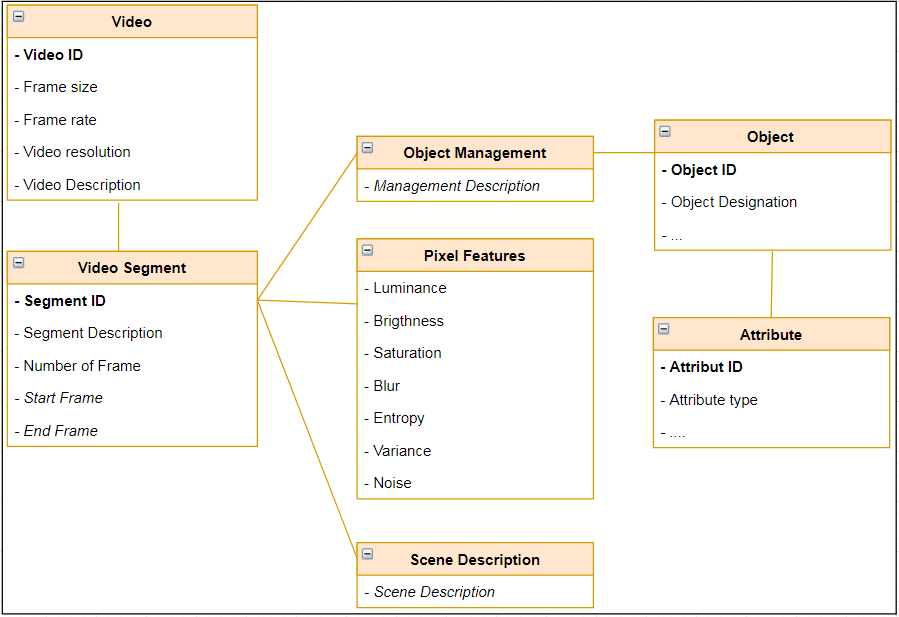 Video
- Video ID
- Frame size
- Frame rate
- Video resolution
- Video Description
Video Segment
- Segment ID
- Segment Description
- Number of Frame
- Start Frame
- End Frame
Object Management
- Management Description
Pixel Features
- Luminance
- Brigthness
- Saturation
- Blur
- Entropy
- Variance
- Noise
Scene Description
- Scene Description
Object
- Object ID
- Object Designation
- ...
Attribute
- Attribut ID
- Attribute type
- ....